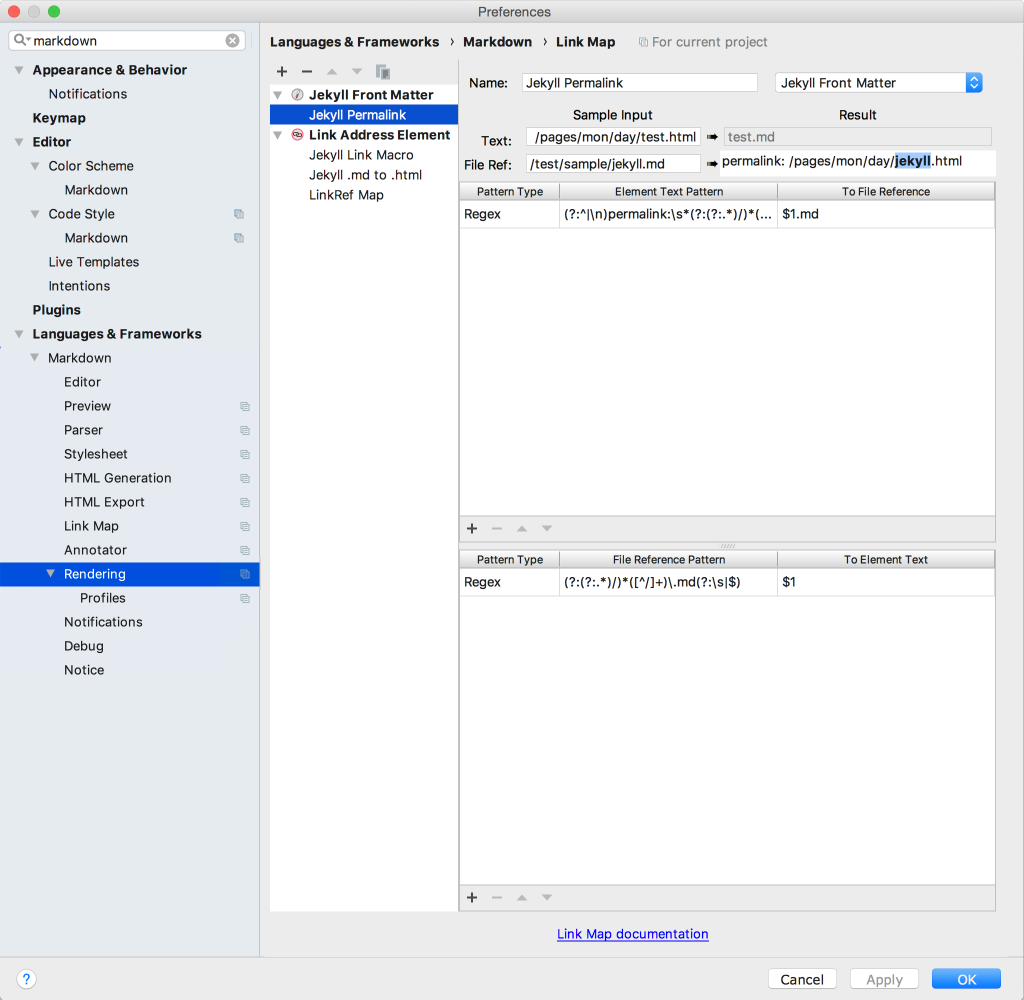 Preferences
markdown
Appearance & Behavior
Notifications
Keymap
Editor
Color Scheme
Markdown
Code Style
Markdown
Live Templates
Intentions
Plugins
Languages & Frameworks
Markdown
Editor
Preview
Parser
Stylesheet
HTML Generation
HTML Export
Link Map
Annotator
Rendering
Profiles
Notifications
Debug
Notice
Languages & Frameworks › Markdown › Link Map For current project
Jekyll Front Matter
Jekyll Permalink
Link Address Element
Jekyll Link Macro
Jekyll .md to .html
LinkRef Map
Name: Jekyll Permalink Jekyll Front Matter
Sample Input Result
Text: /pages/mon/day/test.html test.md
File Ref: /test/sample/jekyll.md permalink: /pages/mon/day/jekyll.html
Pattern Type Element Text Pattern To File Reference
Regex (?:^|\n)permalink:\s*(?:(?:.*)/)*(... $1.md
Pattern Type File Reference Pattern To Element Text
Regex (?:(?:.*)/)*([^/]+)\.md(?:\s|$) $1
Link Map documentation
? Cancel Apply OK